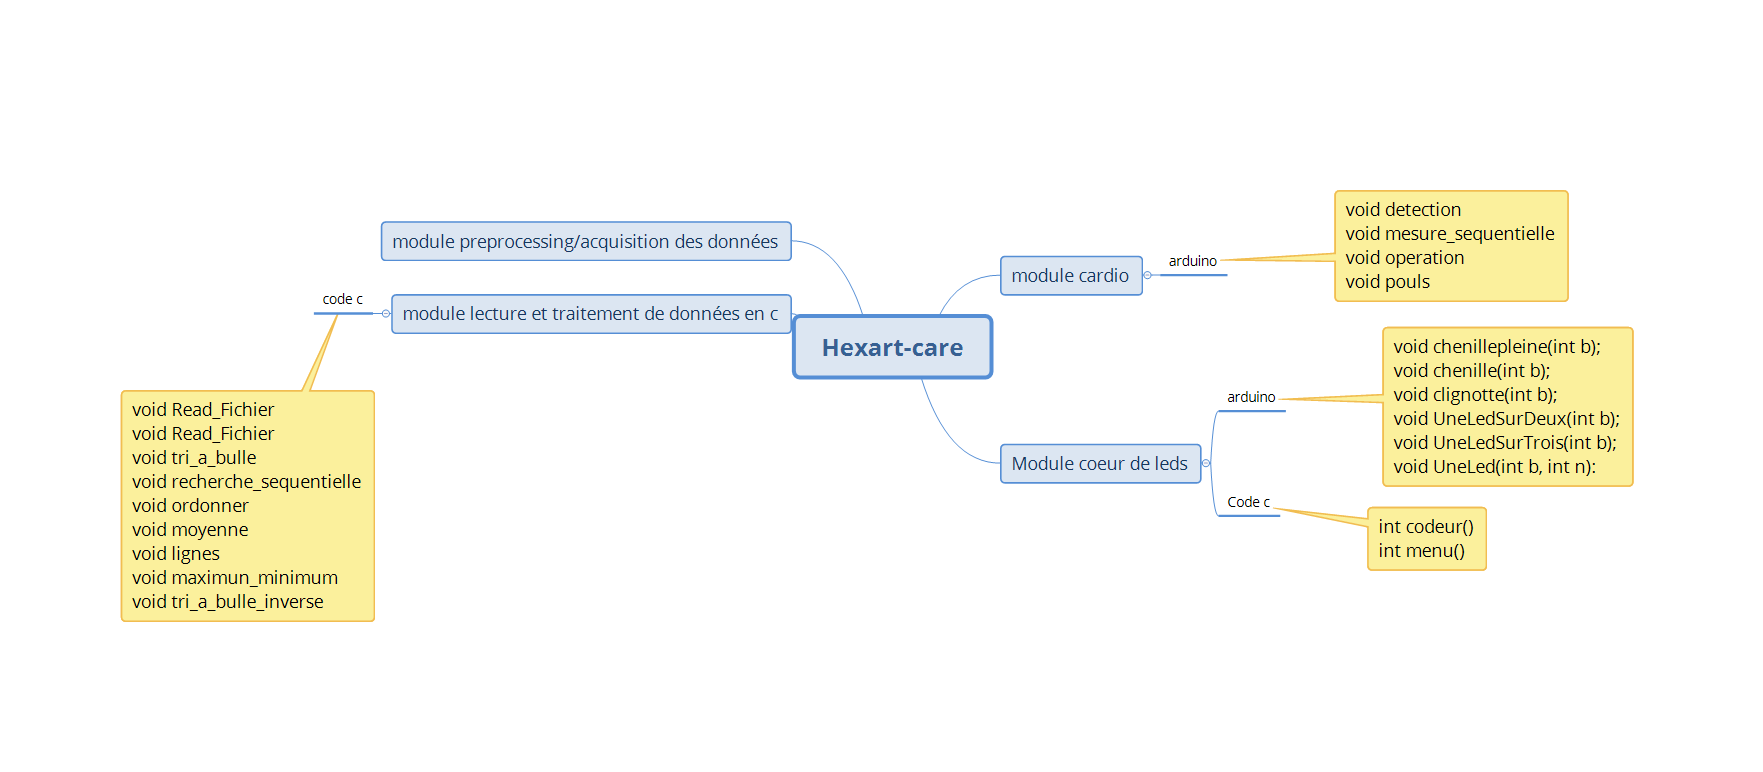 Hexart-care
module preprocessing/acquisition des données
module lecture et traitement de données en c
code c
void Read_Fichier
void Read_Fichier
void tri_a_bulle
void recherche_sequentielle
void ordonner
void moyenne
void lignes
void maximun_minimum
void tri_a_bulle_inverse
module cardio
arduino
void detection
void mesure_sequentielle
void operation
void pouls
Module coeur de leds
arduino
void chenillepleine(int b);
void chenille(int b);
void clignotte(int b);
void UneLedSurDeux(int b);
void UneLedSurTrois(int b);
void UneLed(int b, int n):
Code c
int codeur()
int menu()